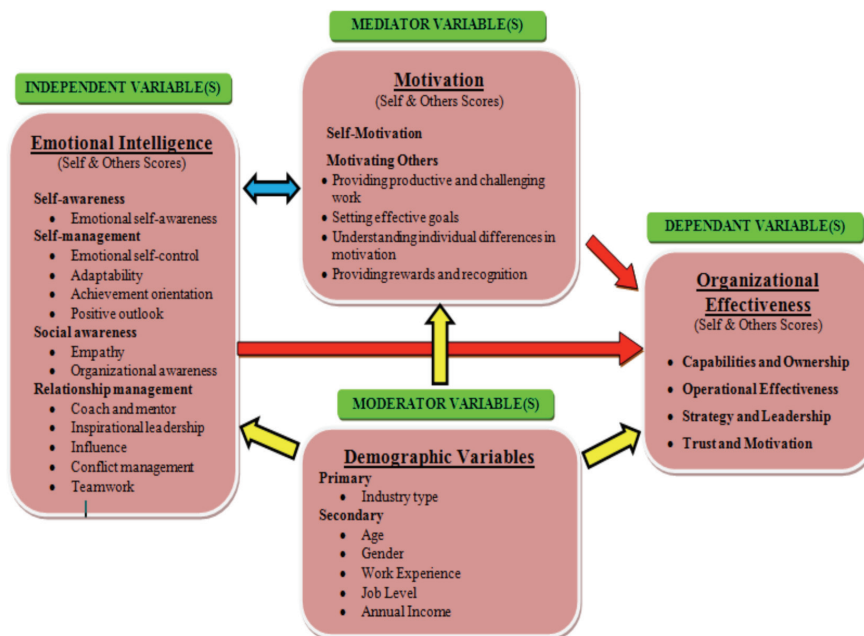 MEDIATOR VARIABLE(S)
Motivation
(Self & Others Scores)
Self-Motivation
Motivating Others
• Providing productive and challenging
work
• Setting effective goals
• Understanding individual differences in
motivation
• Providing rewards and recognition
INDEPENDENT VARIABLE(S)
Emotional Intelligence
(Self & Others Scores)
Self-awareness
• Emotional self-awareness
Self-management
• Emotional self-control
• Adaptability
• Achievement orientation
• Positive outlook
Social awareness
• Empathy
• Organizational awareness
Relationship management
• Coach and mentor
• Inspirational leadership
• Influence
• Conflict management
• Teamwork
DEPENDANT VARIABLE(S)
Organizational
Effectiveness
(Self & Others Scores)
• Capabilities and Ownership
• Operational Effectiveness
• Strategy and Leadership
• Trust and Motivation
MODERATOR VARIABLE(S)
Demographic Variables
Primary
• Industry type
Secondary
• Age
• Gender
• Work Experience
• Job Level
• Annual Income